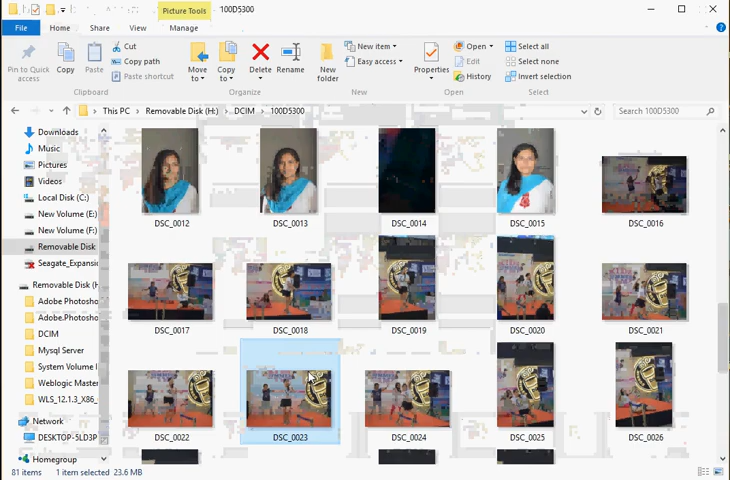 Picture Tools 100D5300
File Home Share View Manage
Pin to Quick access
Copy
Paste
Cut
Copy path
Paste shortcut
Clipboard
Move to
Copy to
Delete
Rename
Organize
New folder
New item
Easy access
New
Properties
Open
Edit
History
Open
Select all
Select none
Invert selection
Select
This PC Removable Disk (H:) DCIM 100D5300
Search 100D5300
Downloads
Music
Pictures
Videos
Local Disk (C:)
New Volume (E:)
New Volume (F:)
Removable Disk
Seagate_Expansi
Removable Disk (
Adobe Photosho
Adobe.Photosho
DCIM
Mysql Server
System Volume I
Weblogic Master
WLS_12.1.3_X86_
Network
DESKTOP-5LD3P
Homegroup
DSC_0012 DSC_0013 DSC_0014 DSC_0015 DSC_0016
DSC_0017 DSC_0018 DSC_0019 DSC_0020 DSC_0021
DSC_0022 DSC_0023 DSC_0024 DSC_0025 DSC_0026
81 items 1 item selected 23.6 MB